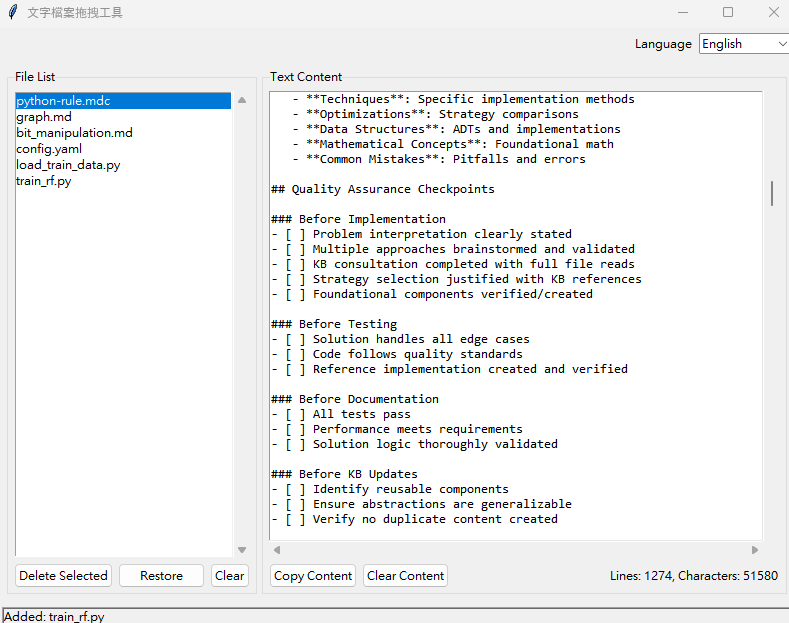 文字檔案拖拽工具
Language English
File List
python-rule.mdc
graph.md
bit_manipulation.md
config.yaml
load_train_data.py
train_rf.py
Delete Selected Restore Clear
Text Content
- **Techniques**: Specific implementation methods
- **Optimizations**: Strategy comparisons
- **Data Structures**: ADTs and implementations
- **Mathematical Concepts**: Foundational math
- **Common Mistakes**: Pitfalls and errors
## Quality Assurance Checkpoints
### Before Implementation
- [ ] Problem interpretation clearly stated
- [ ] Multiple approaches brainstormed and validated
- [ ] KB consultation completed with full file reads
- [ ] Strategy selection justified with KB references
- [ ] Foundational components verified/created
### Before Testing
- [ ] Solution handles all edge cases
- [ ] Code follows quality standards
- [ ] Reference implementation created and verified
### Before Documentation
- [ ] All tests pass
- [ ] Performance meets requirements
- [ ] Solution logic thoroughly validated
### Before KB Updates
- [ ] Identify reusable components
- [ ] Ensure abstractions are generalizable
- [ ] Verify no duplicate content created
Copy Content Clear Content Lines: 1274, Characters: 51580
Added: train_rf.py